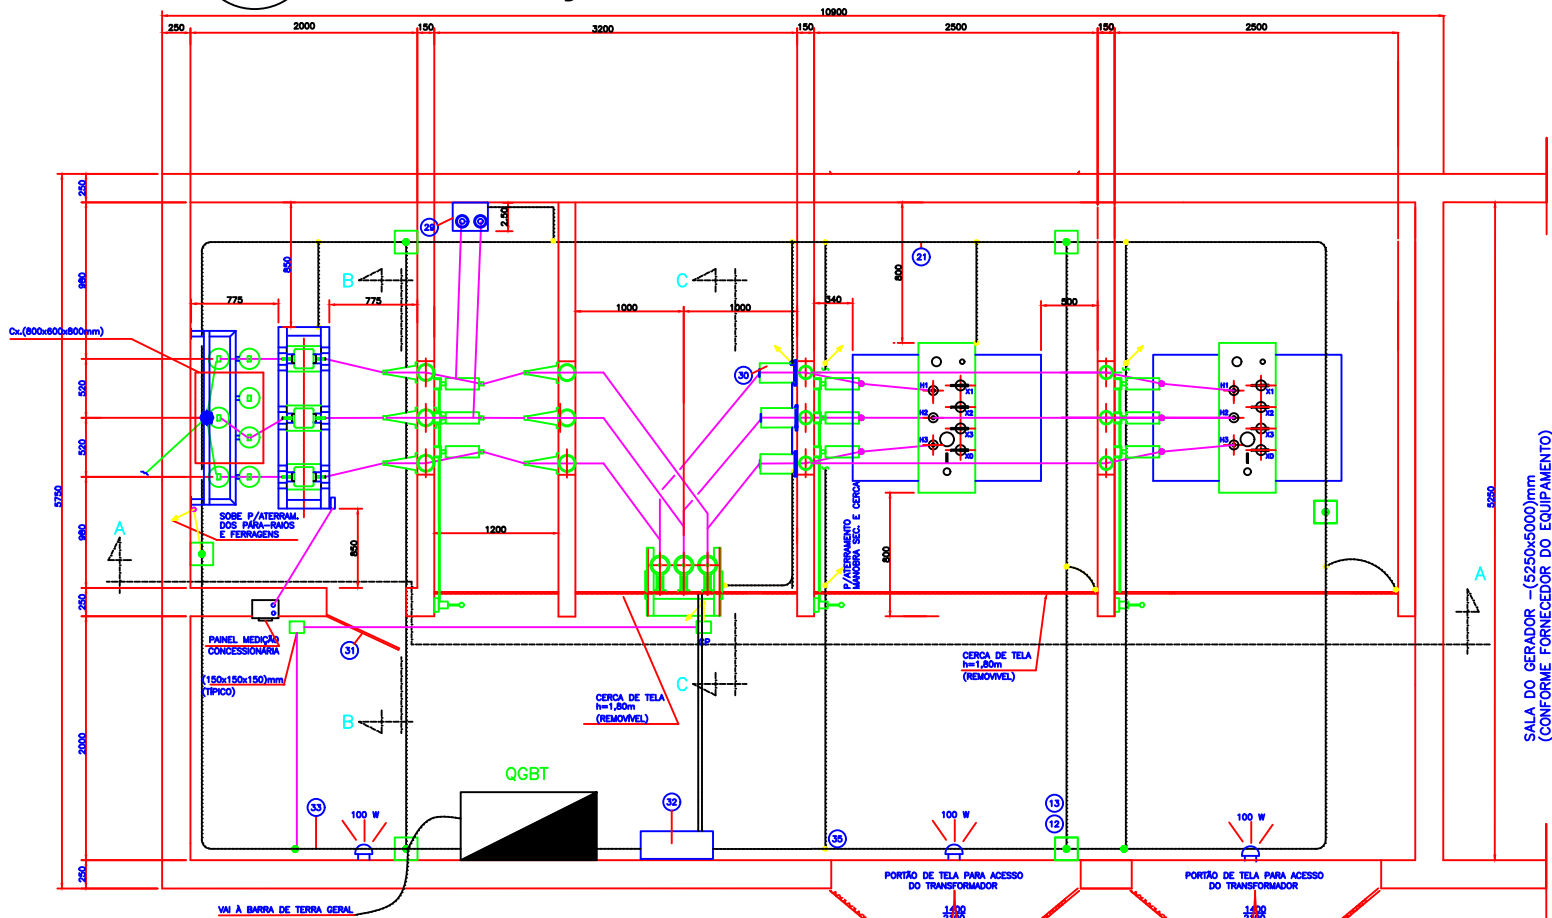 10900
250
2000
150
3200
150
2500
150
2500
250
980
520
520
980
250
2000
250
5750
850
2.50
29
B
C
21
800
775
775
1000
1000
340
500
Cx.(800x600x800mm)
30
H1
X1
H2
X2
X3
H3
X0
H1
X1
H2
X2
X3
H3
X0
5250
SALA DO GERADOR -(5250x5000)mm
(CONFORME FORNECEDOR DO EQUIPAMENTO)
SOBE P/ATERRAM.
DOS PÁRA-RAIOS
E FERRAGENS
A
850
1200
P/ATERRAMENTO
MANOBRA SEC. E CERCA
800
A
PAINEL MEDIÇÃO
CONCESSIONÁRIA
31
(150x150x150)mm
(TÍPICO)
CERCA DE TELA
h=1,80m
(REMOVIVEL)
CERCA DE TELA
h=1,80m
(REMOVIVEL)
B
C
QGBT
33
100 W
32
35
100 W
13
12
100 W
PORTÃO DE TELA PARA ACESSO
DO TRANSFORMADOR
1400
PORTÃO DE TELA PARA ACESSO
DO TRANSFORMADOR
1400
VAI À BARRA DE TERRA GERAL